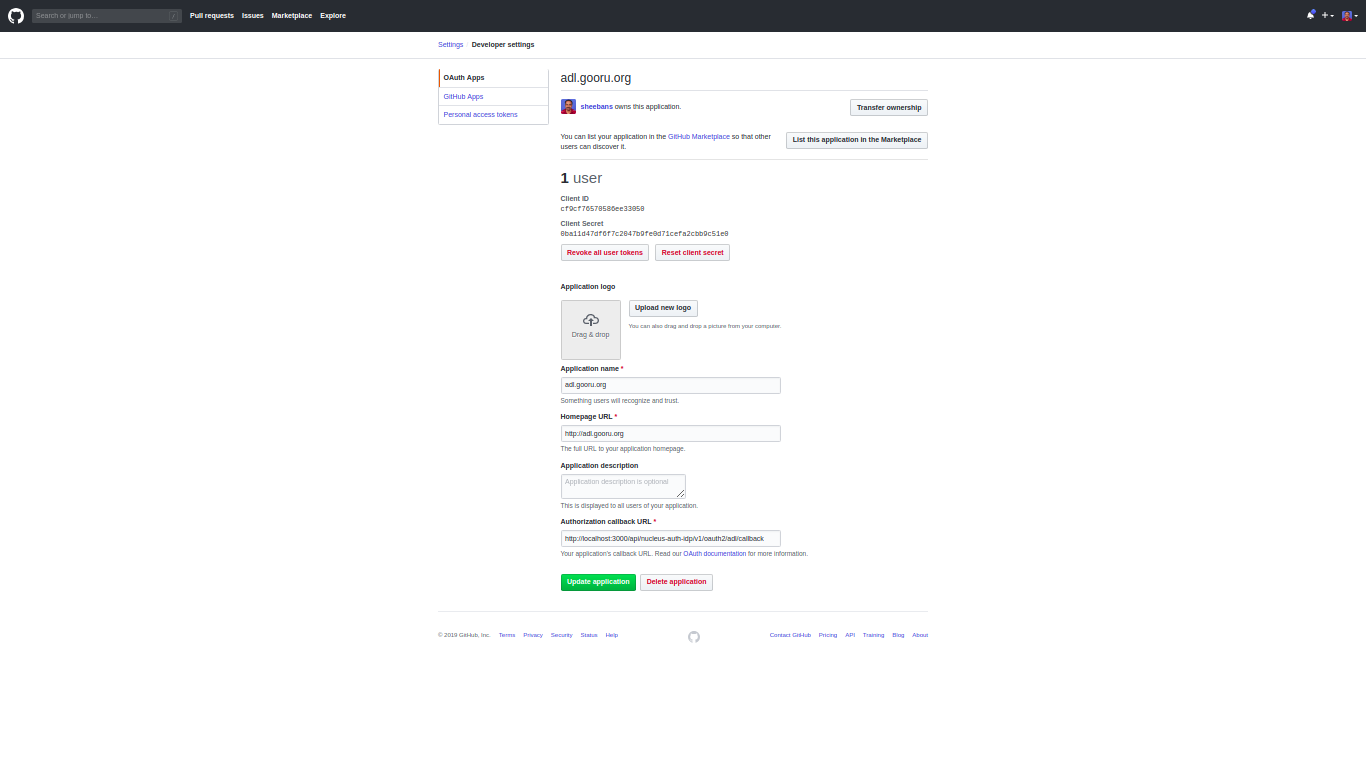 Search or jump to... /
Pull requests Issues Marketplace Explore
Settings / Developer settings
OAuth Apps
GitHub Apps
Personal access tokens
adl.gooru.org
sheebans owns this application.
Transfer ownership
You can list your application in the GitHub Marketplace so that other
users can discover it.
List this application in the Marketplace
1 user
Client ID
cf9cf76570586ee33050
Client Secret
0ba11d47df6f7c2047b9fe0d71cefa2cbb9c51e0
Revoke all user tokens
Reset client secret
Application logo
Drag & drop
Upload new logo
You can also drag and drop a picture from your computer.
Application name *
adl.gooru.org
Something users will recognize and trust.
Homepage URL *
http://adl.gooru.org
The full URL to your application homepage.
Application description
Application description is optional
This is displayed to all users of your application.
Authorization callback URL *
http://localhost:3000/api/nucleus-auth-idp/v1/oauth2/adl/callback
Your application's callback URL. Read our OAuth documentation for more information.
Update application
Delete application
© 2019 GitHub, Inc. Terms Privacy Security Status Help
Contact GitHub Pricing API Training Blog About